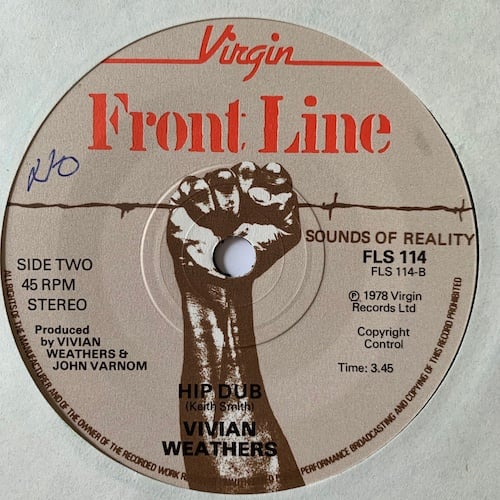 Virgin
Front Line
NO
SOUNDS OF REALITY
SIDE TWO
45 RPM
STEREO
FLS 114
FLS 114-B
Ⓟ 1978 Virgin
Records Ltd
Produced
by VIVIAN
WEATHERS &
JOHN VARNOM
Copyright
Control
Time: 3.45
HIP DUB
(Keith Smith)
VIVIAN
WEATHERS
ALL RIGHTS OF THE MANUFACTURER AND OF THE OWNER OF THE RECORDED WORK PERFORMANCE BROADCASTING AND COPYING OF THIS RECORD PROHIBITED